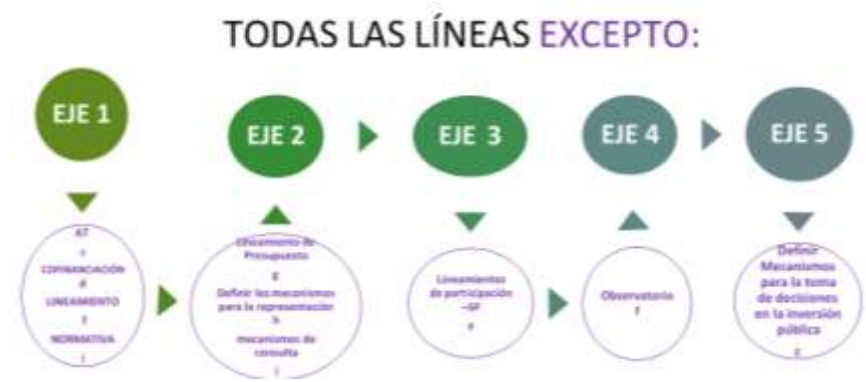 TODAS LAS LÍNEAS EXCEPTO:
EJE 1
EJE 2
EJE 3
EJE 4
EJE 5
AT
c
COFINANCIACIÓN
d
LINEAMIENTO
f
NORMATIVA
i
Lineamiento de
Presupuesto
g
Definir los mecanismos
para la representación
h
mecanismos de
consulta
i
Lineamientos
de participación
e
Observatorio
f
Definir
Mecanismos
para la toma
de decisiones
en la inversión
pública